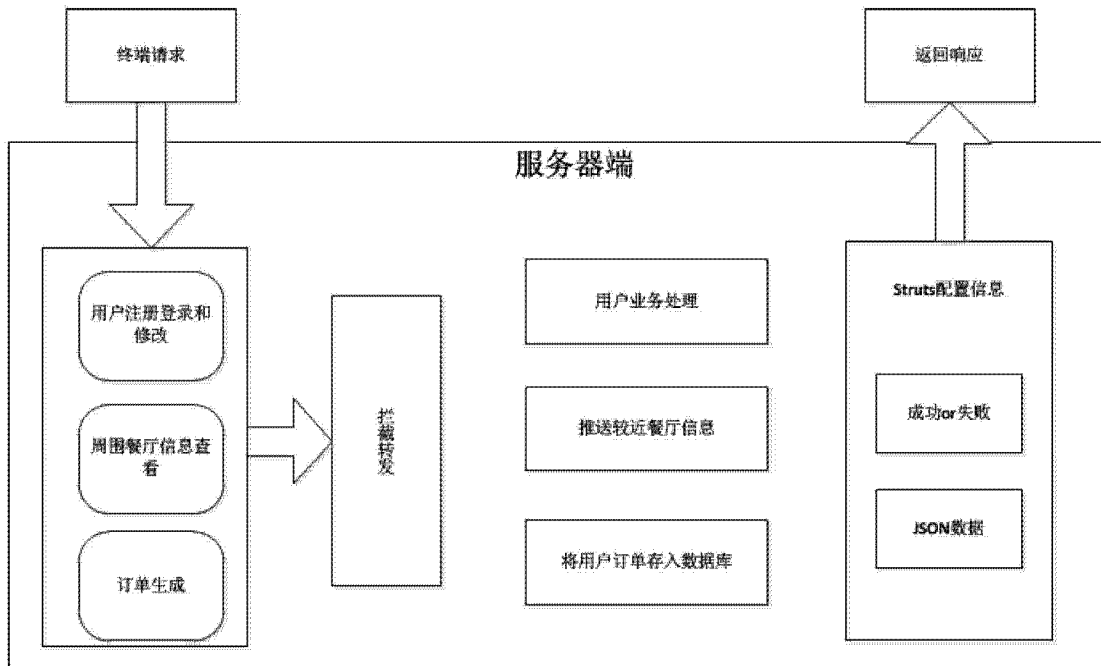 终端请求
返回响应
服务器端
用户注册登录和
修改
周围餐厅信息查
看
订单生成
拦截转发
用户业务处理
推送较近餐厅信息
将用户订单存入数据库
Struts配置信息
成功or失败
JSON数据